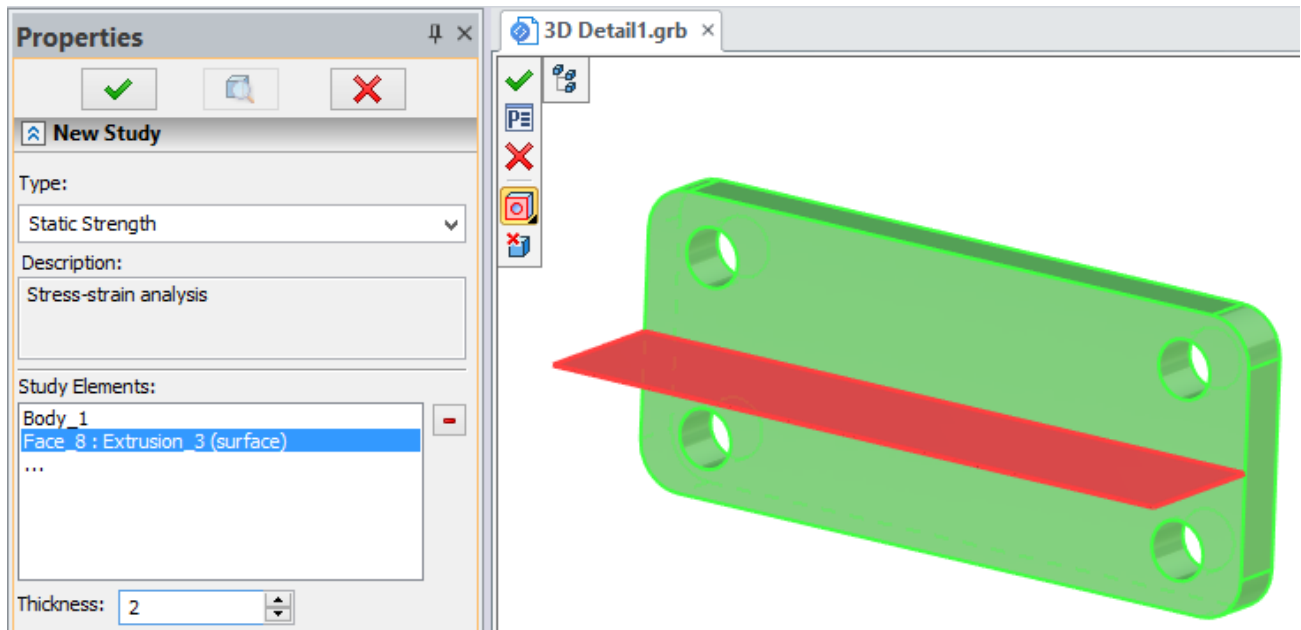 Properties
New Study
Type:
Static Strength
Description:
Stress-strain analysis
Study Elements:
Body_1
Face_8 : Extrusion_3 (surface)
...
Thickness: 2
3D Detail1.grb